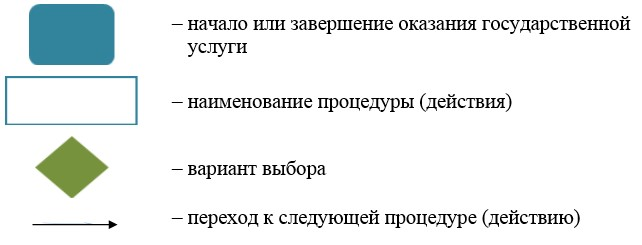 – начало или завершение оказания государственной
услуги
– наименование процедуры (действия)
– вариант выбора
– переход к следующей процедуре (действию)